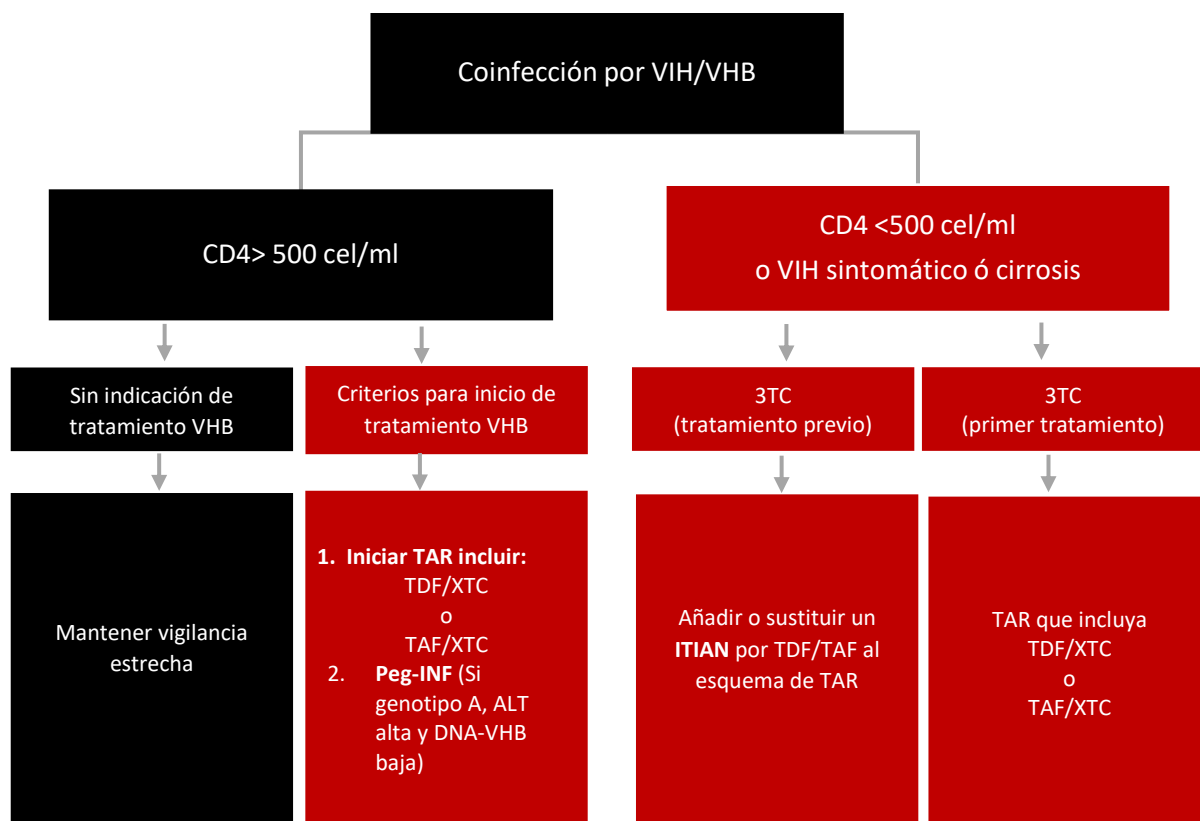 Coinfección por VIH/VHB
CD4> 500 cel/ml
CD4 <500 cel/ml
o VIH sintomático ó cirrosis
Sin indicación de
tratamiento VHB
Criterios para inicio de
tratamiento VHB
3TC
(tratamiento previo)
3TC
(primer tratamiento)
Mantener vigilancia
estrecha
1. Iniciar TAR incluir:
TDF/XTC
o
TAF/XTC
2. Peg-INF (Si
genotipo A, ALT
alta y DNA-VHB
baja)
Añadir o sustituir un
ITIAN por TDF/TAF al
esquema de TAR
TAR que incluya
TDF/XTC
o
TAF/XTC